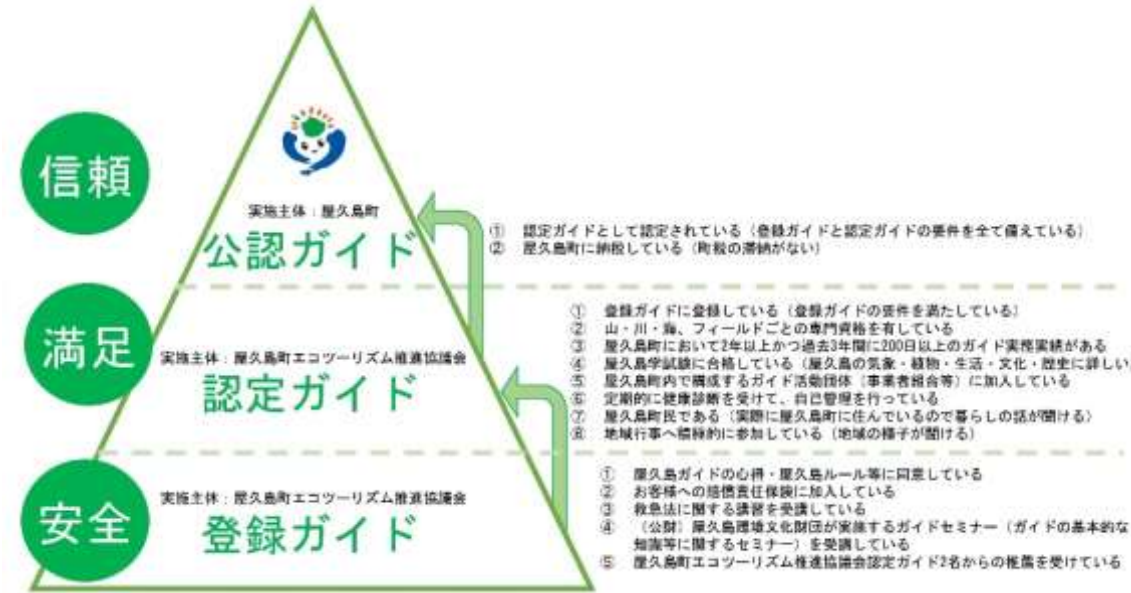 信頼
実施主体：屋久島町
公認ガイド
① 認定ガイドとして認定されている（登録ガイドと認定ガイドの要件を全て備えている）
② 屋久島町に納税している（町税の滞納がない）
満足
実施主体：屋久島町エコツーリズム推進協議会
認定ガイド
① 登録ガイドに登録している（登録ガイドの要件を満たしている）
② 山・川・海、フィールドごとの専門資格を有している
③ 屋久島町において2年以上かつ過去3年間に200日以上のガイド実務実績がある
④ 屋久島学試験に合格している（屋久島の気象・植物・生活・文化・歴史に詳しい）
⑤ 屋久島町内で構成するガイド活動団体（事業者組合等）に加入している
⑥ 定期的に健康診断を受けて、自己管理を行っている
⑦ 屋久島町民である（実際に屋久島町に住んでいるので暮らしの話が聞ける）
⑧ 地域行事へ積極的に参加している（地域の様子が聞ける）
安全
実施主体：屋久島町エコツーリズム推進協議会
登録ガイド
① 屋久島ガイドの心得・屋久島ルール等に同意している
② お客様への賠償責任保険に加入している
③ 救急法に関する講習を受講している
④ （公財）屋久島環境文化財団が実施するガイドセミナー（ガイドの基本的な
知識等に関するセミナー）を受講している
⑤ 屋久島町エコツーリズム推進協議会認定ガイド2名からの推薦を受けている